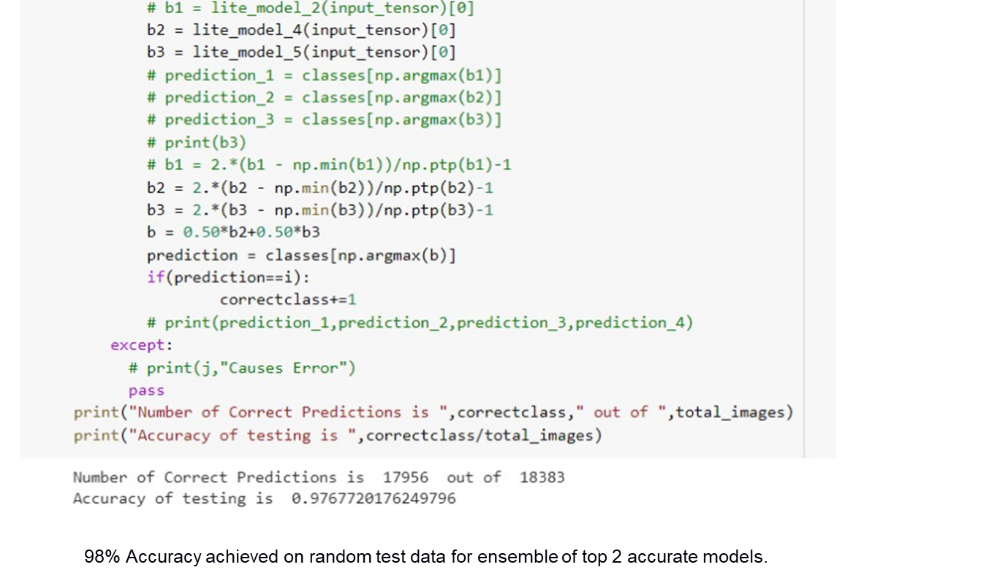 # b1 = lite_model_2(input_tensor)[0]
b2 = lite_model_4(input_tensor)[0]
b3 = lite_model_5(input_tensor)[0]
# prediction_1 = classes[np.argmax(b1)]
# prediction_2 = classes[np.argmax(b2)]
# prediction_3 = classes[np.argmax(b3)]
# print(b3)
# b1 = 2.*(b1 - np.min(b1))/np.ptp(b1)-1
b2 = 2.*(b2 - np.min(b2))/np.ptp(b2)-1
b3 = 2.*(b3 - np.min(b3))/np.ptp(b3)-1
b = 0.50*b2+0.50*b3
prediction = classes[np.argmax(b)]
if(prediction==i):
correctclass+=1
# print(prediction_1,prediction_2,prediction_3,prediction_4)
except:
# print(j,"Causes Error")
pass
print("Number of Correct Predictions is ",correctclass," out of ",total_images)
print("Accuracy of testing is ",correctclass/total_images)
Number of Correct Predictions is  17956  out of  18383
Accuracy of testing is  0.9767720176249796
98% Accuracy achieved on random test data for ensemble of top 2 accurate models.